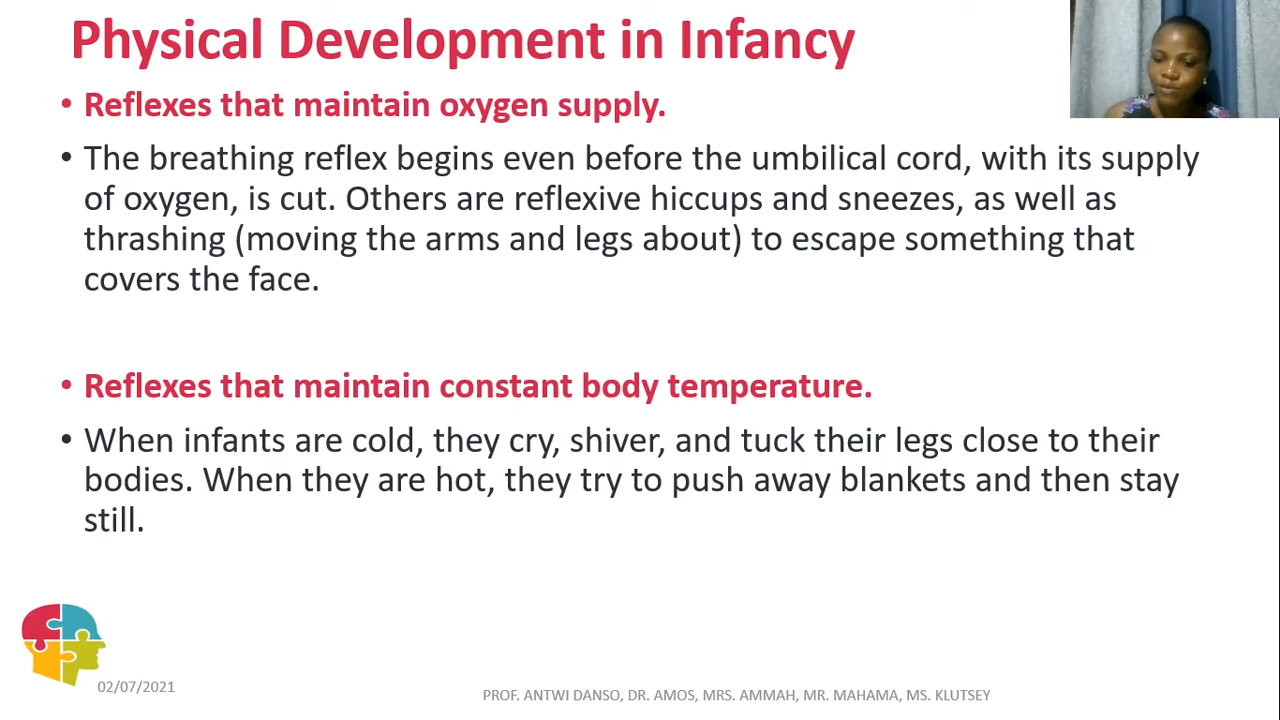 Physical Development in Infancy
• Reflexes that maintain oxygen supply.
• The breathing reflex begins even before the umbilical cord, with its supply
of oxygen, is cut. Others are reflexive hiccups and sneezes, as well as
thrashing (moving the arms and legs about) to escape something that
covers the face.
• Reflexes that maintain constant body temperature.
• When infants are cold, they cry, shiver, and tuck their legs close to their
bodies. When they are hot, they try to push away blankets and then stay
still.
02/07/2021
PROF. ANTWI DANSO, DR. AMOS, MRS. AMMAH, MR. MAHAMA, MS. KLUTSEY